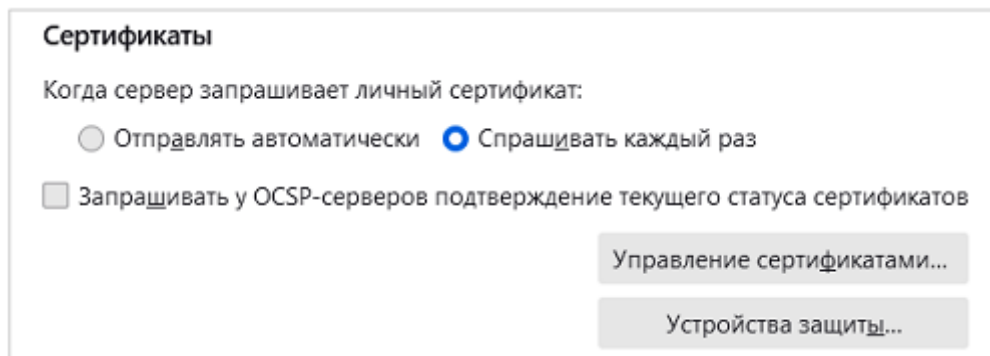 Сертификаты
Когда сервер запрашивает личный сертификат:
Отправлять автоматически Спрашивать каждый раз
Запрашивать у OCSP-серверов подтверждение текущего статуса сертификатов
Управление сертификатами...
Устройства защиты...